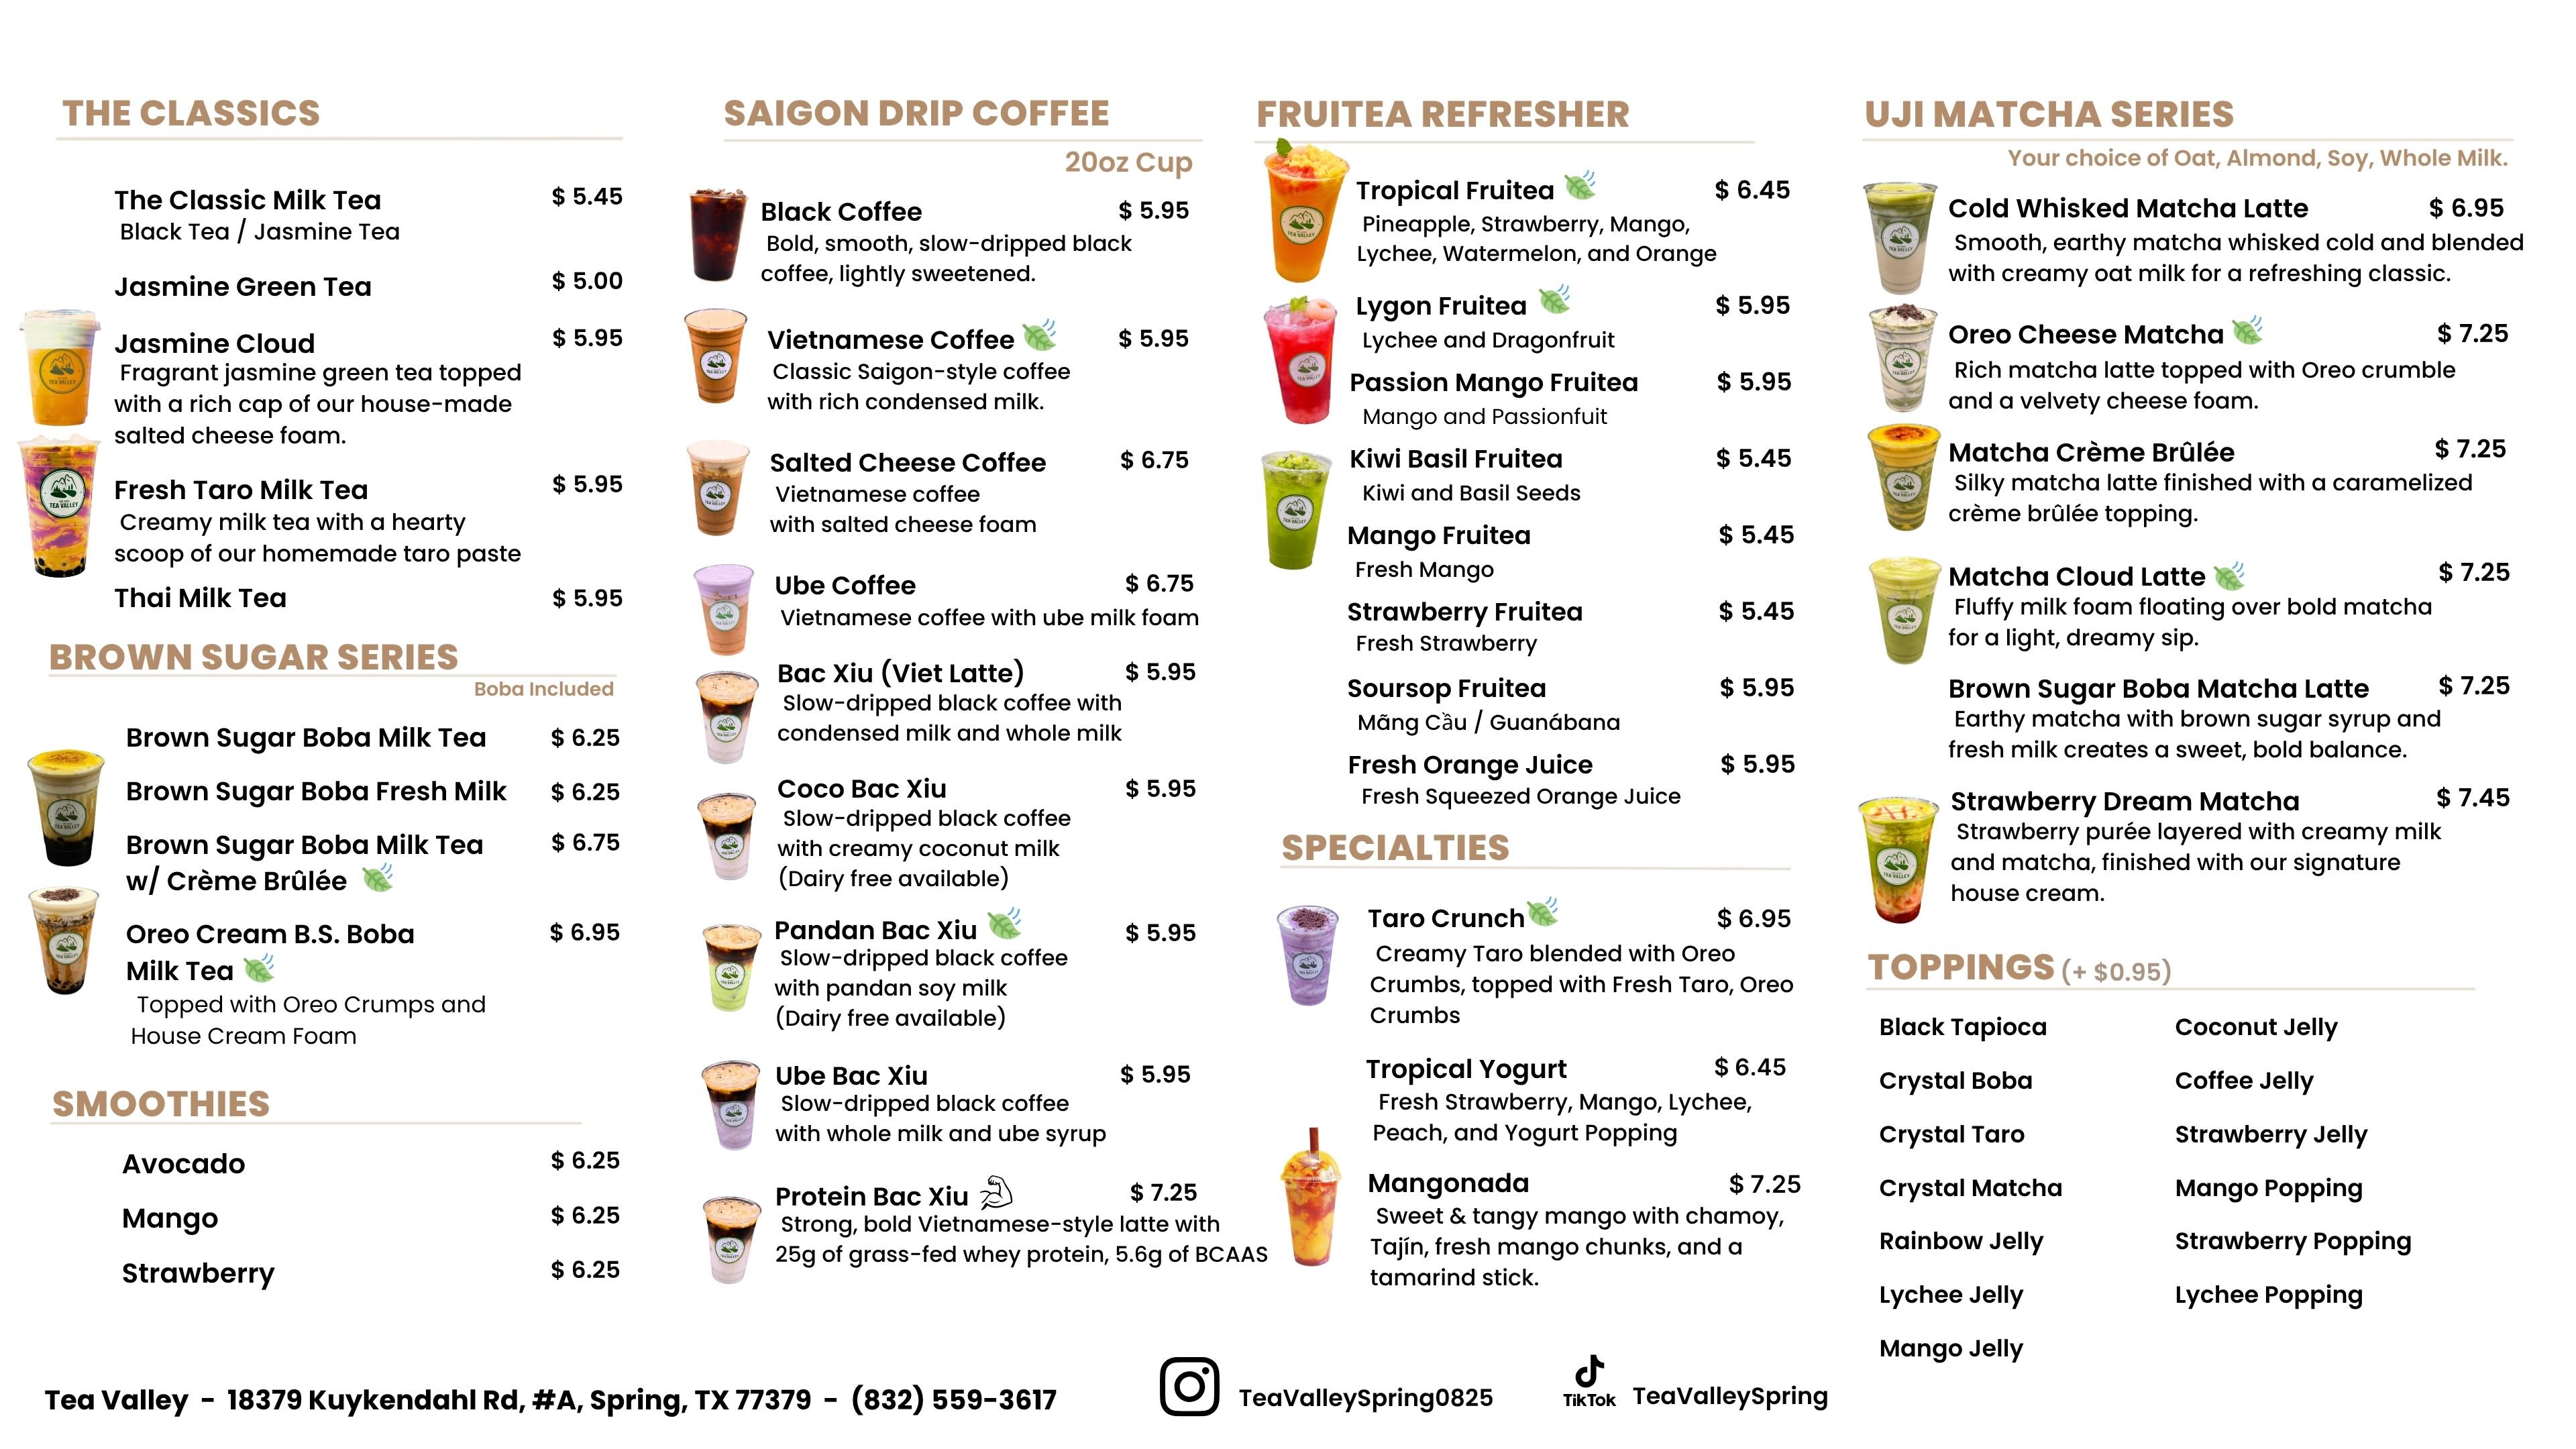 THE CLASSICS
The Classic Milk Tea $ 5.45
Black Tea / Jasmine Tea
Jasmine Green Tea $ 5.00
Jasmine Cloud $ 5.95
Fragrant jasmine green tea topped
with a rich cap of our house-made
salted cheese foam.
Fresh Taro Milk Tea $ 5.95
Creamy milk tea with a hearty
scoop of our homemade taro paste
Thai Milk Tea $ 5.95
BROWN SUGAR SERIES
Boba Included
Brown Sugar Boba Milk Tea $ 6.25
Brown Sugar Boba Fresh Milk $ 6.25
Brown Sugar Boba Milk Tea $ 6.75
w/ Crème Brûlée
Oreo Cream B.S. Boba $ 6.95
Milk Tea
Topped with Oreo Crumps and
House Cream Foam
SMOOTHIES
Avocado $ 6.25
Mango $ 6.25
Strawberry $ 6.25
SAIGON DRIP COFFEE
20oz Cup
Black Coffee $ 5.95
Bold, smooth, slow-dripped black
coffee, lightly sweetened.
Vietnamese Coffee $ 5.95
Classic Saigon-style coffee
with rich condensed milk.
Salted Cheese Coffee $ 6.75
Vietnamese coffee
with salted cheese foam
Ube Coffee $ 6.75
Vietnamese coffee with ube milk foam
Bac Xiu (Viet Latte) $ 5.95
Slow-dripped black coffee with
condensed milk and whole milk
Coco Bac Xiu $ 5.95
Slow-dripped black coffee
with creamy coconut milk
(Dairy free available)
Pandan Bac Xiu $ 5.95
Slow-dripped black coffee
with pandan soy milk
(Dairy free available)
Ube Bac Xiu $ 5.95
Slow-dripped black coffee
with whole milk and ube syrup
Protein Bac Xiu $ 7.25
Strong, bold Vietnamese-style latte with
25g of grass-fed whey protein, 5.6g of BCAAS
FRUITEA REFRESHER
Tropical Fruitea $ 6.45
Pineapple, Strawberry, Mango,
Lychee, Watermelon, and Orange
Lygon Fruitea $ 5.95
Lychee and Dragonfruit
Passion Mango Fruitea $ 5.95
Mango and Passionfuit
Kiwi Basil Fruitea $ 5.45
Kiwi and Basil Seeds
Mango Fruitea $ 5.45
Fresh Mango
Strawberry Fruitea $ 5.45
Fresh Strawberry
Soursop Fruitea $ 5.95
Mãng Cầu / Guanábana
Fresh Orange Juice $ 5.95
Fresh Squeezed Orange Juice
SPECIALTIES
Taro Crunch $ 6.95
Creamy Taro blended with Oreo
Crumbs, topped with Fresh Taro, Oreo
Crumbs
Tropical Yogurt $ 6.45
Fresh Strawberry, Mango, Lychee,
Peach, and Yogurt Popping
Mangonada $ 7.25
Sweet & tangy mango with chamoy,
Tajín, fresh mango chunks, and a
tamarind stick.
UJI MATCHA SERIES
Your choice of Oat, Almond, Soy, Whole Milk.
Cold Whisked Matcha Latte $ 6.95
Smooth, earthy matcha whisked cold and blended
with creamy oat milk for a refreshing classic.
Oreo Cheese Matcha $ 7.25
Rich matcha latte topped with Oreo crumble
and a velvety cheese foam.
Matcha Crème Brûlée $ 7.25
Silky matcha latte finished with a caramelized
crème brûlée topping.
Matcha Cloud Latte $ 7.25
Fluffy milk foam floating over bold matcha
for a light, dreamy sip.
Brown Sugar Boba Matcha Latte $ 7.25
Earthy matcha with brown sugar syrup and
fresh milk creates a sweet, bold balance.
Strawberry Dream Matcha $ 7.45
Strawberry purée layered with creamy milk
and matcha, finished with our signature
house cream.
TOPPINGS (+ $0.95)
Black Tapioca
Crystal Boba
Crystal Taro
Crystal Matcha
Rainbow Jelly
Lychee Jelly
Mango Jelly
Coconut Jelly
Coffee Jelly
Strawberry Jelly
Mango Popping
Strawberry Popping
Lychee Popping
Tea Valley - 18379 Kuykendahl Rd, #A, Spring, TX 77379 - (832) 559-3617
TeaValleySpring0825
TikTok TeaValleySpring
TEA VALLEY
TEA VALLEY
TEA VALLEY
TEA VALLEY